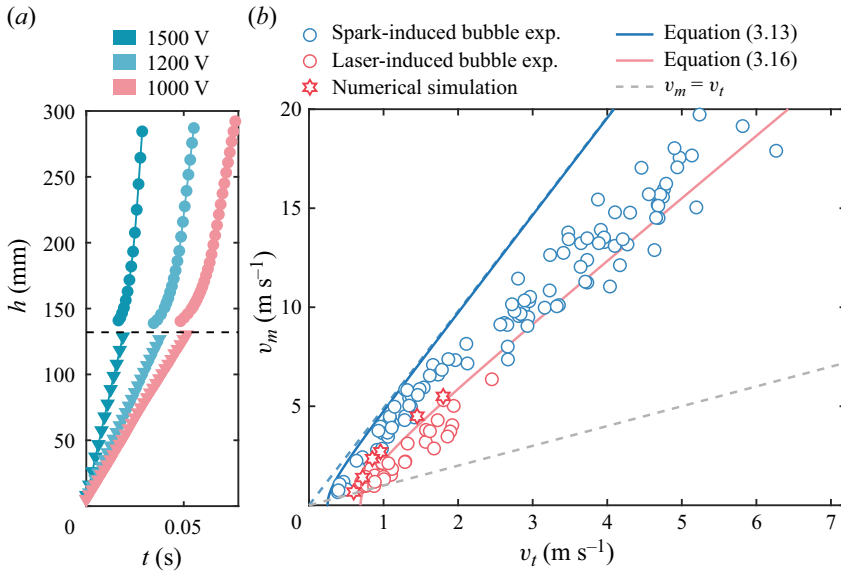 (a)
1500 V
1200 V
1000 V
300
250
200
150
100
50
0
0.05
h (mm)
t (s)
(b)
Spark-induced bubble exp.
Laser-induced bubble exp.
Numerical simulation
Equation (3.13)
Equation (3.16)
v_m = v_t
20
15
10
5
0
1
2
3
4
5
6
7
v_m (m s⁻¹)
v_t (m s⁻¹)